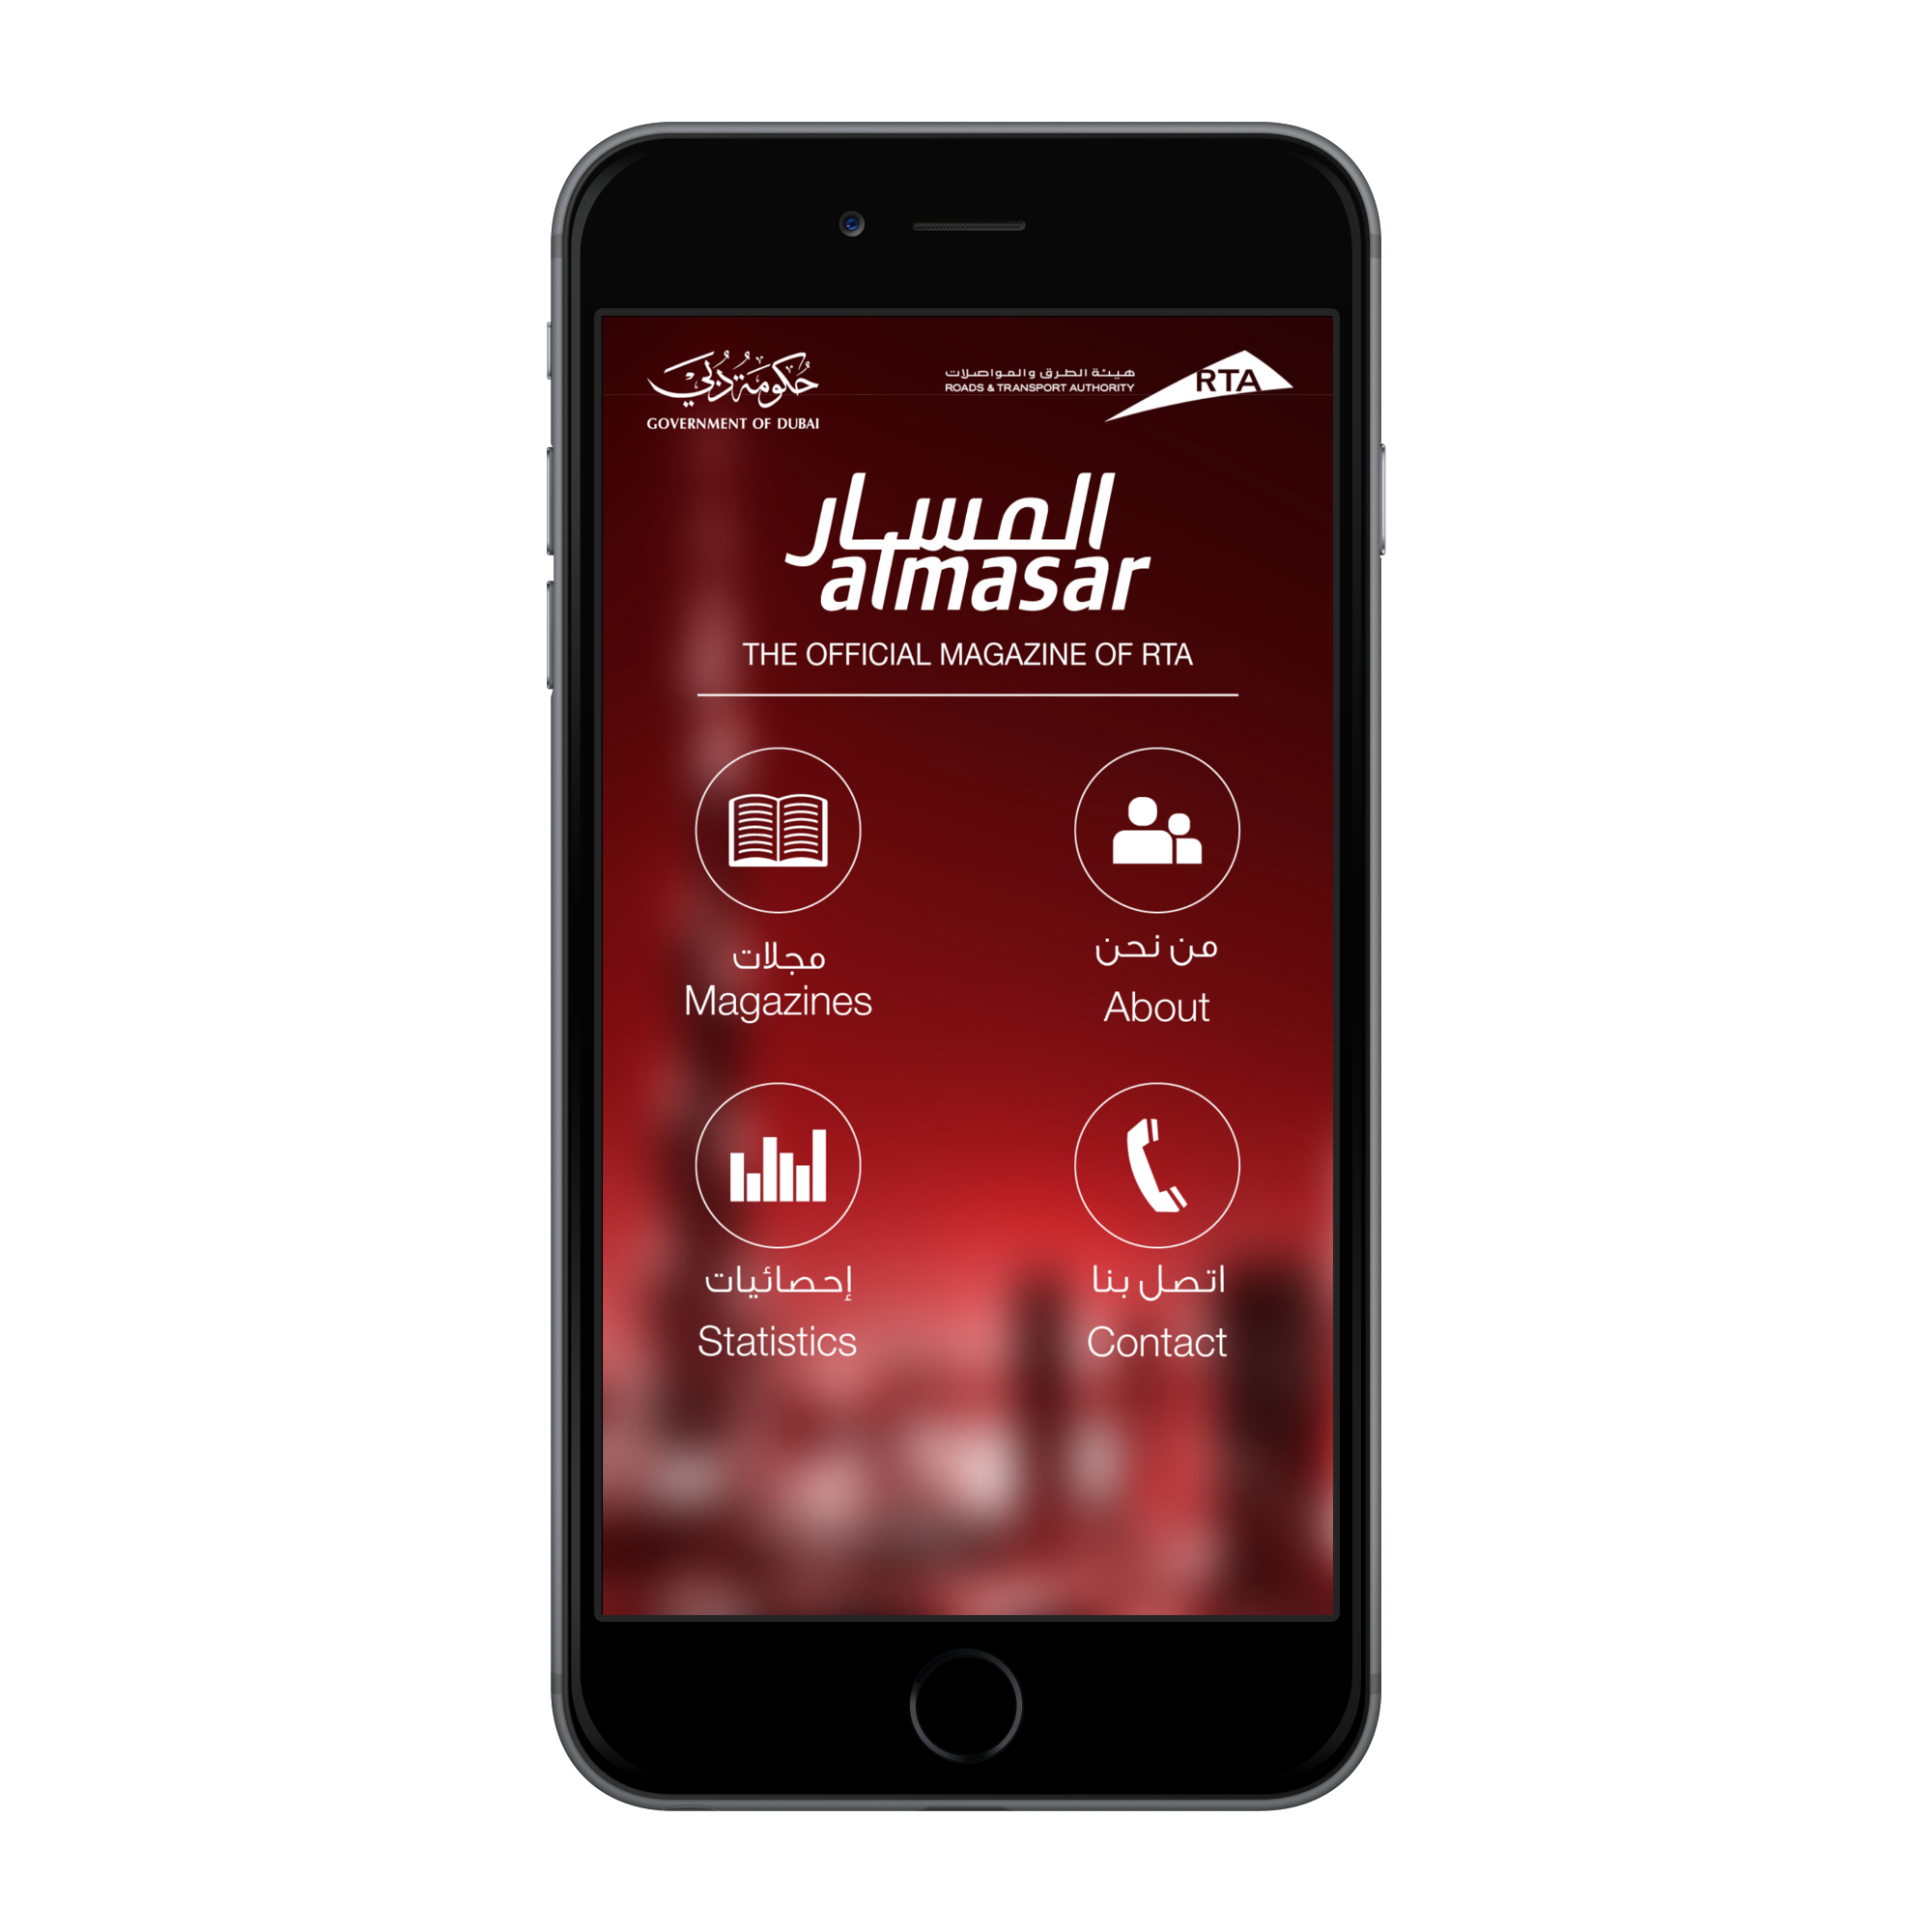 حكومة دبي
GOVERNMENT OF DUBAI
هيئة الطرق والمواصلات
ROADS & TRANSPORT AUTHORITY
RTA
المسار
almasar
THE OFFICIAL MAGAZINE OF RTA
مجلات
Magazines
من نحن
About
إحصائيات
Statistics
اتصل بنا
Contact